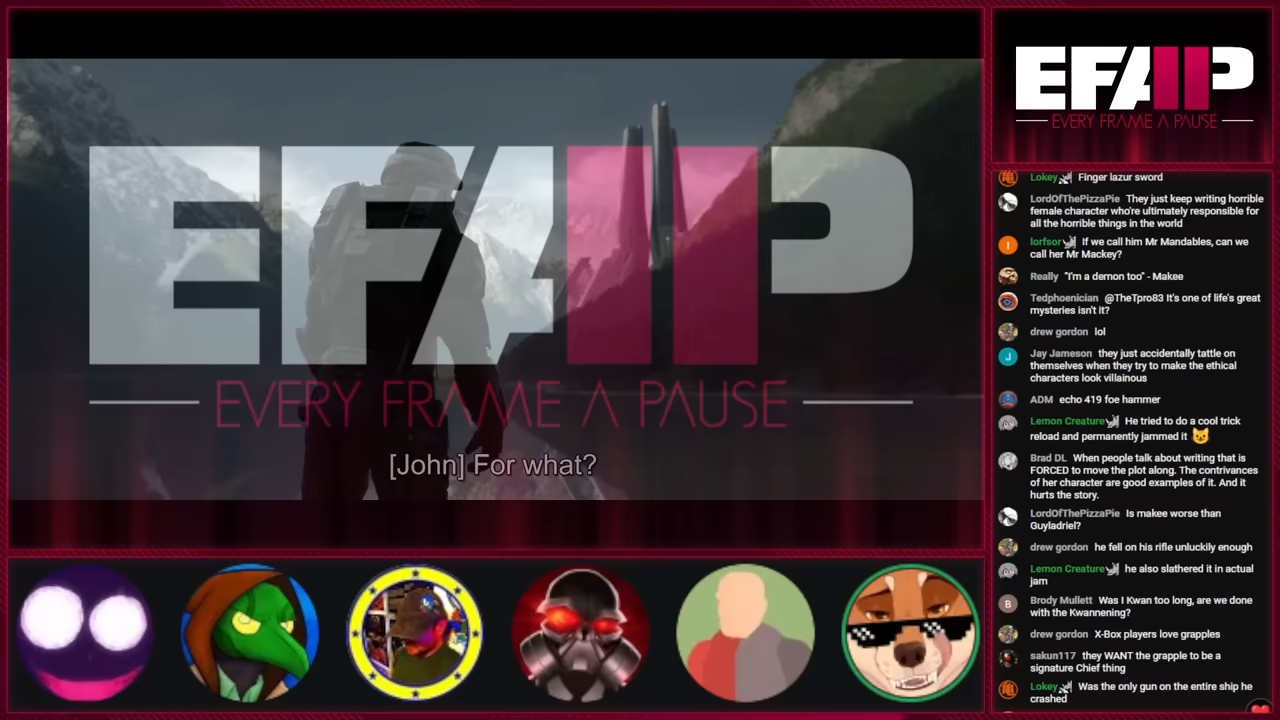 EFAP
EVERY FRAME A PAUSE
[John] For what?
EFAP
EVERY FRAME A PAUSE
Lokey Finger lazur sword
LordOfThePizzaPie They just keep writing horrible
female character who're ultimately responsible for
all the horrible things in the world
lorfsor If we call him Mr Mandables, can we
call her Mr Mackey?
Really "I'm a demon too" - Makee
Tedphoenician @TheTpro83 It's one of life's great
mysteries isn't it?
drew gordon lol
J
Jay Jameson they just accidentally tattle on
themselves when they try to make the ethical
characters look villainous
ADM echo 419 foe hammer
Lemon Creature He tried to do a cool trick
reload and permanently jammed it
Brad DL When people talk about writing that is
FORCED to move the plot along. The contrivances
of her character are good examples of it. And it
hurts the story.
LordOfThePizzaPie Is makee worse than
Guyladriel?
drew gordon he fell on his rifle unluckily enough
Lemon Creature he also slathered it in actual
jam
B
Brody Mullett Was I Kwan too long, are we done
with the Kwannening?
drew gordon X-Box players love grapples
sakun117 they WANT the grapple to be a
signature Chief thing
Lokey Was the only gun on the entire ship he
crashed